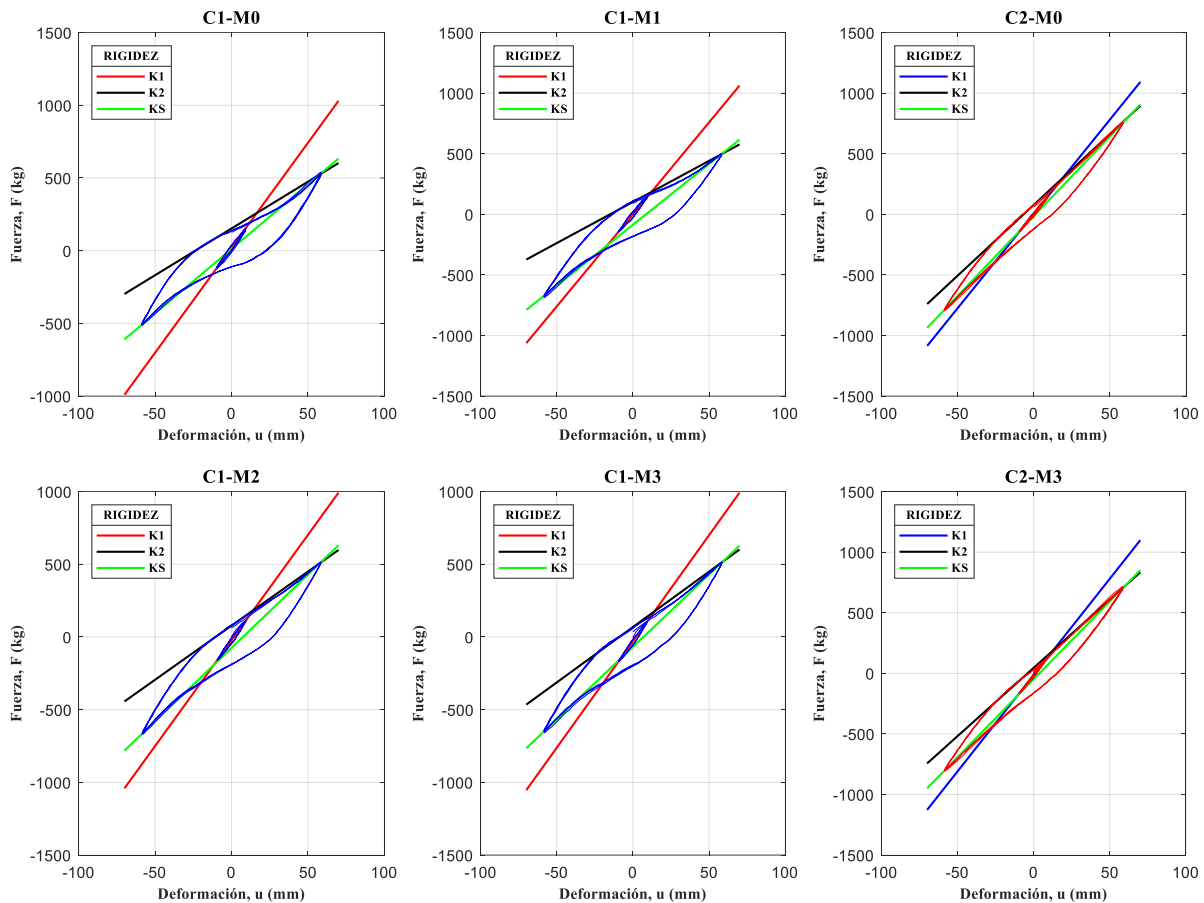 C1-M0
1500
1000
500
0
-500
-1000
-100
-50
0
50
100
Fuerza, F (kg)
Deformación, u (mm)
RIGIDEZ
K1
K2
KS
C1-M1
1500
1000
500
0
-500
-1000
-1500
-100
-50
0
50
100
Fuerza, F (kg)
Deformación, u (mm)
RIGIDEZ
K1
K2
KS
C2-M0
1500
1000
500
0
-500
-1000
-1500
-100
-50
0
50
100
Fuerza, F (kg)
Deformación, u (mm)
RIGIDEZ
K1
K2
KS
C1-M2
1000
500
0
-500
-1000
-1500
-100
-50
0
50
100
Fuerza, F (kg)
Deformación, u (mm)
RIGIDEZ
K1
K2
KS
C1-M3
1000
500
0
-500
-1000
-1500
-100
-50
0
50
100
Fuerza, F (kg)
Deformación, u (mm)
RIGIDEZ
K1
K2
KS
C2-M3
1500
1000
500
0
-500
-1000
-1500
-100
-50
0
50
100
Fuerza, F (kg)
Deformación, u (mm)
RIGIDEZ
K1
K2
KS